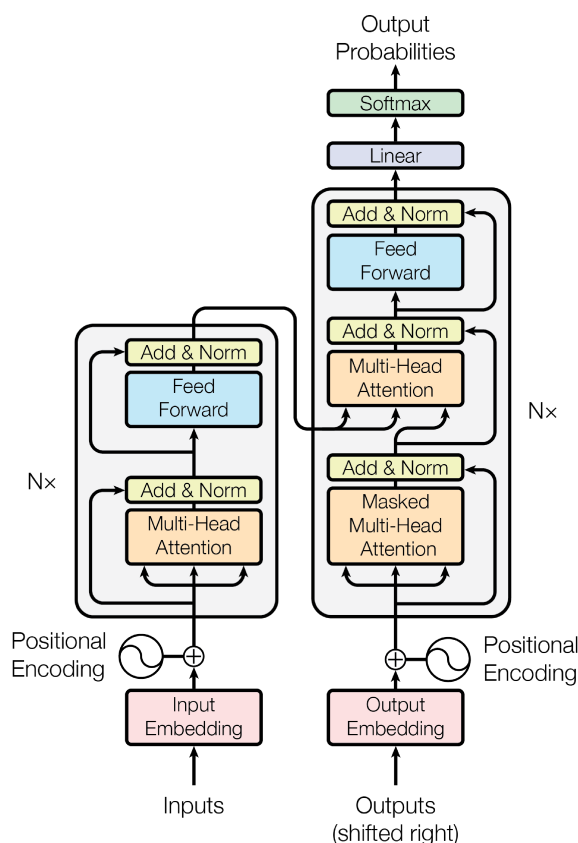 Output
Probabilities
Softmax
Linear
Add & Norm
Feed
Forward
Add & Norm
Multi-Head
Attention
Add & Norm
Masked
Multi-Head
Attention
N×
Add & Norm
Feed
Forward
Add & Norm
Multi-Head
Attention
N×
Positional
Encoding
Positional
Encoding
Input
Embedding
Output
Embedding
Inputs
Outputs
(shifted right)